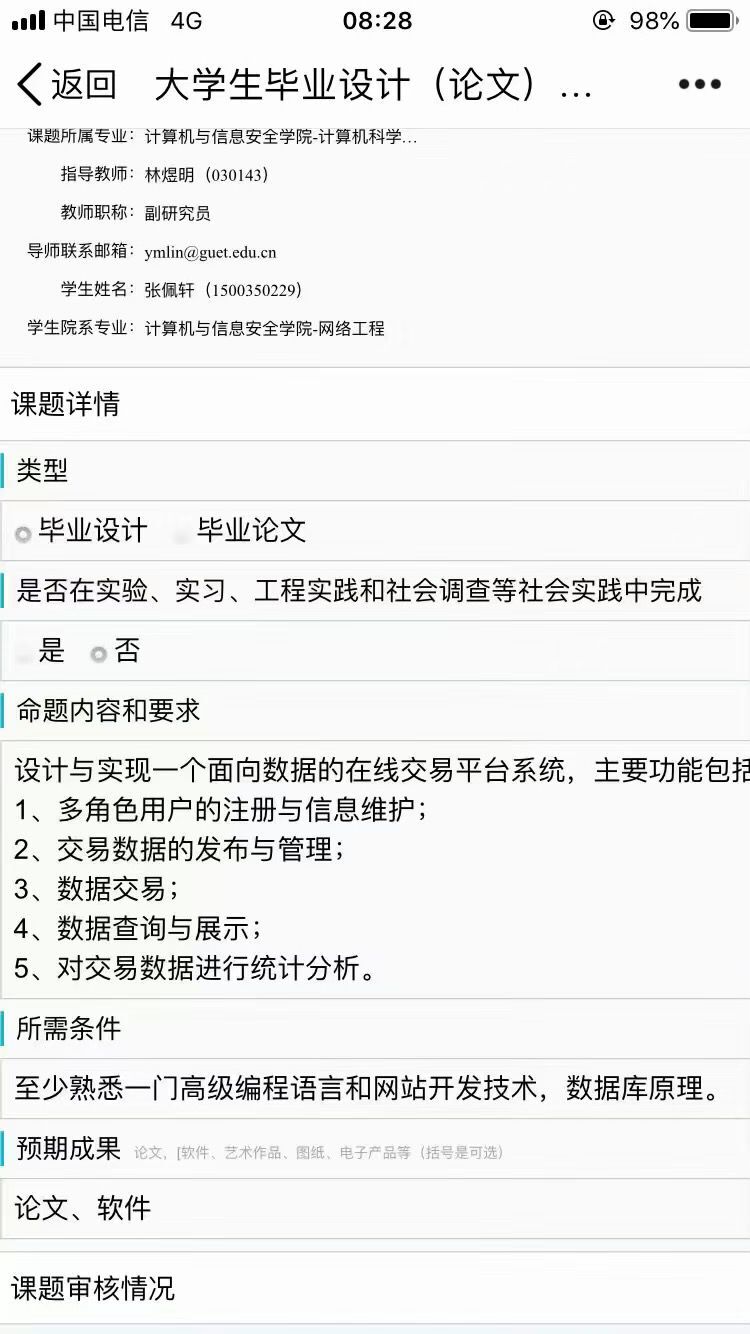 中国电信 4G 08:28 98%
返回 大学生毕业设计（论文）...
课题所属专业：计算机与信息安全学院-计算机科学...
指导教师：林煜明（030143）
教师职称：副研究员
导师联系邮箱：ymlin@guet.edu.cn
学生姓名：张佩轩（1500350229）
学生院系专业：计算机与信息安全学院-网络工程
课题详情
类型
毕业设计 毕业论文
是否在实验、实习、工程实践和社会调查等社会实践中完成
是 否
命题内容和要求
设计与实现一个面向数据的在线交易平台系统，主要功能包括
1、多角色用户的注册与信息维护；
2、交易数据的发布与管理；
3、数据交易；
4、数据查询与展示；
5、对交易数据进行统计分析。
所需条件
至少熟悉一门高级编程语言和网站开发技术，数据库原理。
预期成果 论文，[软件、艺术作品、图纸、电子产品等（括号是可选）
论文、软件
课题审核情况